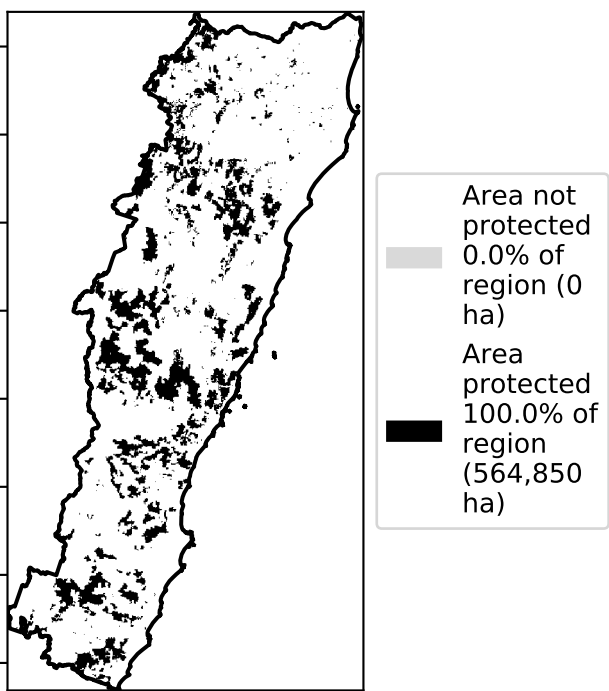 Area not
protected
0.0% of
region (0
ha)
Area
protected
100.0% of
region
(564,850
ha)